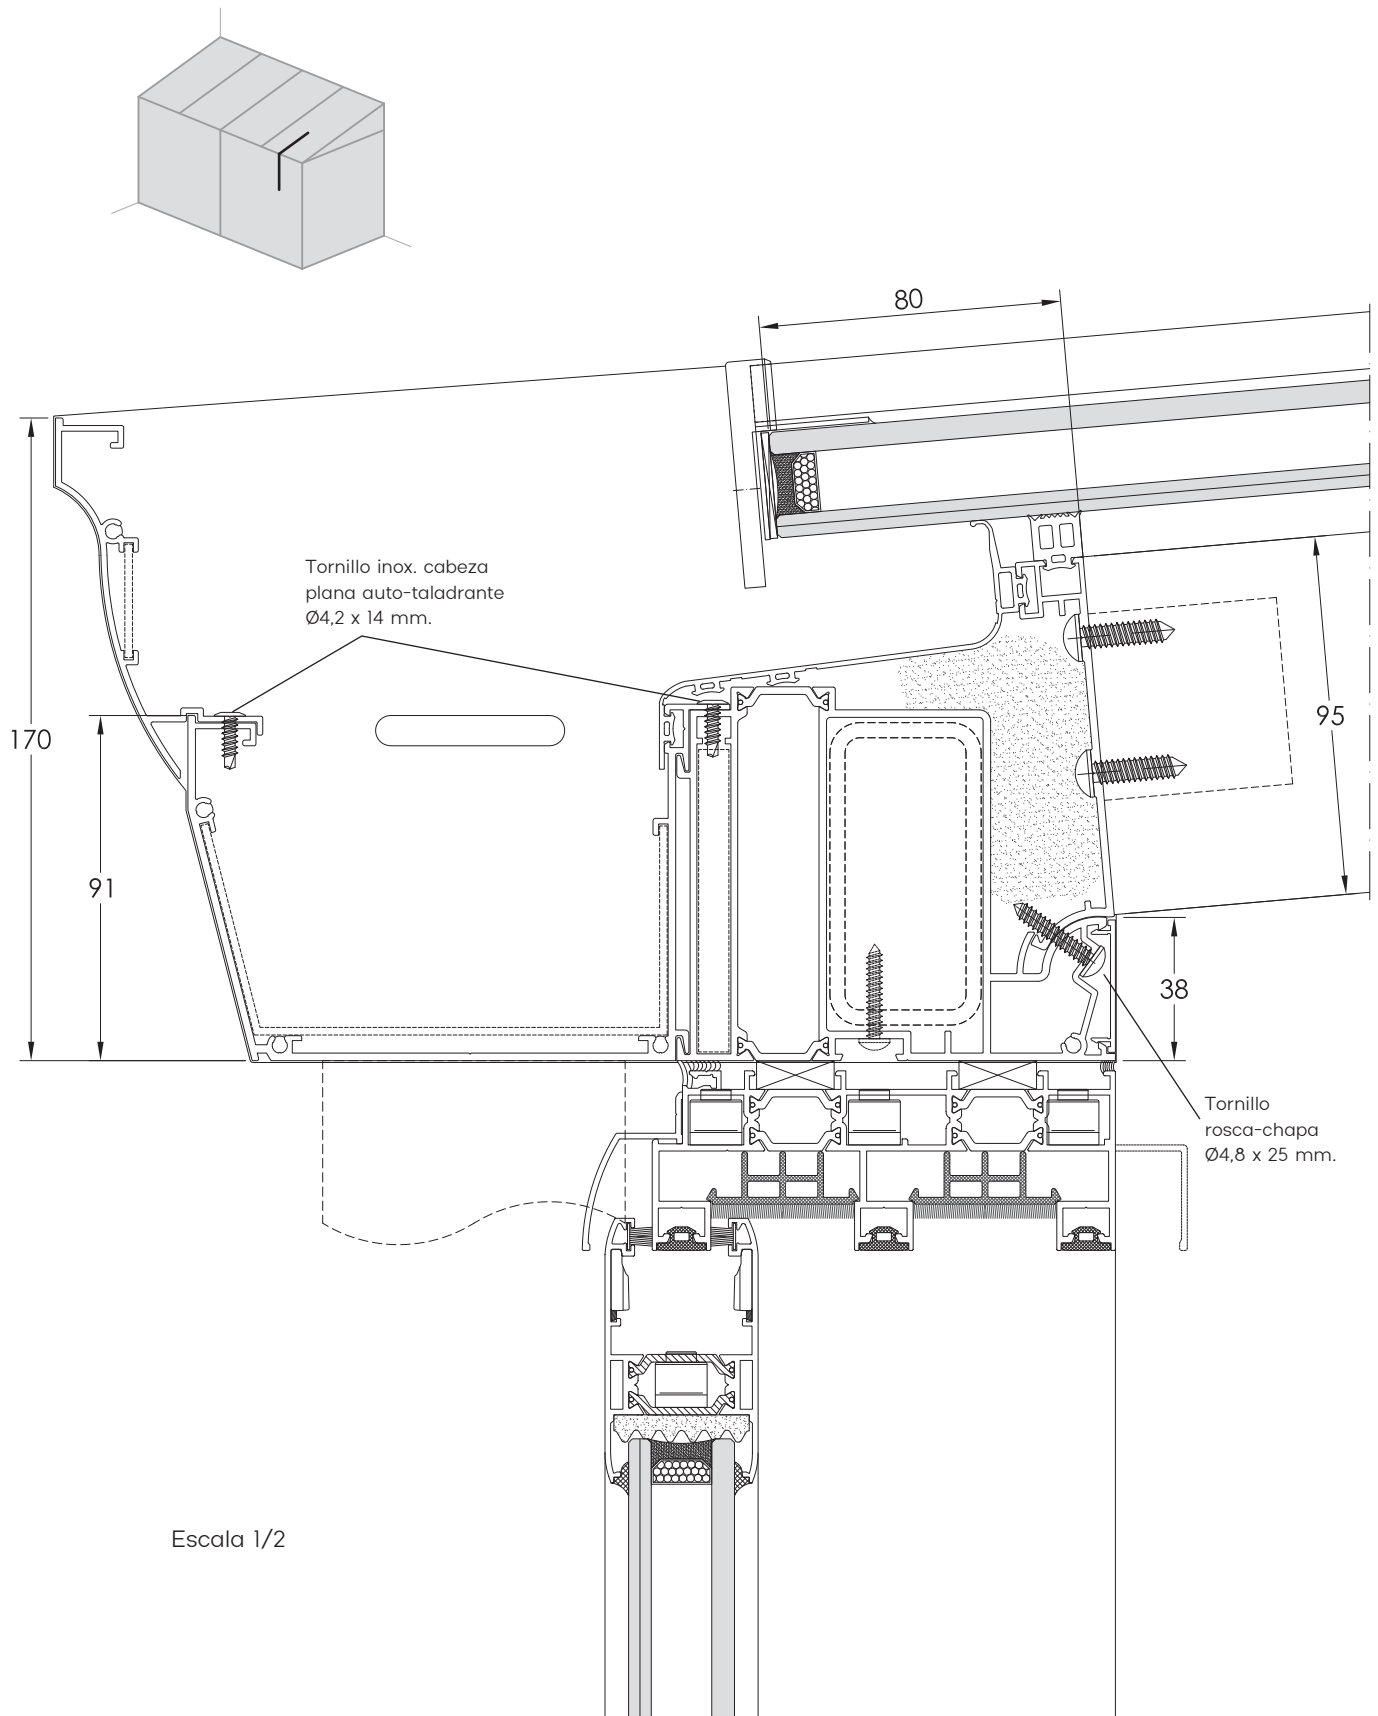 80
Tornillo inox. cabeza
plana auto-taladrante
Ø4,2 x 14 mm.
170
95
91
38
Tornillo
rosca-chapa
Ø4,8 x 25 mm.
Escala 1/2